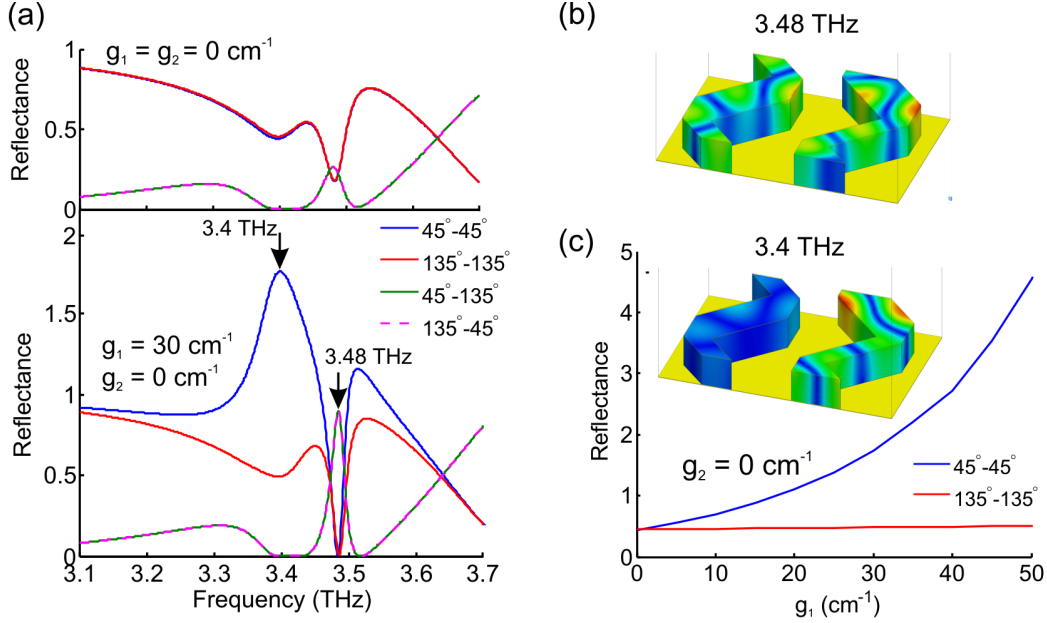 (a)
g₁ = g₂ = 0 cm⁻¹
1
0.5
0
Reflectance
3.4 THz
45°-45°
135°-135°
45°-135°
135°-45°
g₁ = 30 cm⁻¹
g₂ = 0 cm⁻¹
3.48 THz
2
1.5
1
0.5
0
Reflectance
3.1
3.2
3.3
3.4
3.5
3.6
3.7
Frequency (THz)
(b)
3.48 THz
(c)
3.4 THz
5
4
3
2
1
0
Reflectance
g₂ = 0 cm⁻¹
45°-45°
135°-135°
0
10
20
30
40
50
g₁ (cm⁻¹)